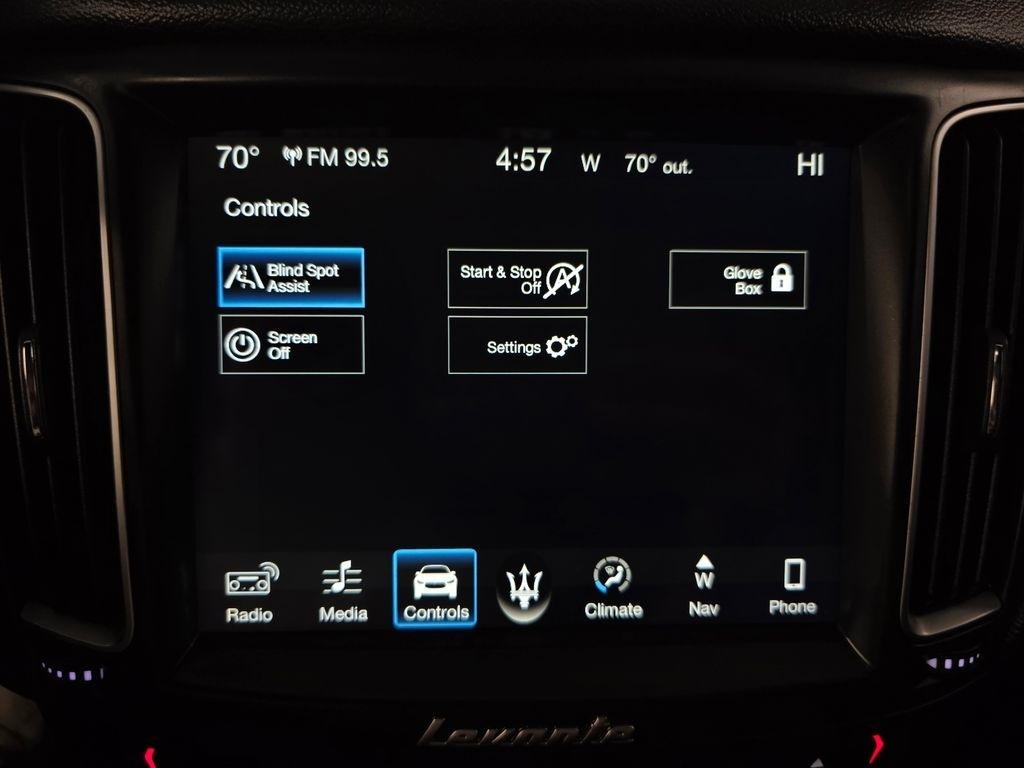 70° FM 99.5 4:57 W 70° out. HI
Controls
Blind Spot
Assist
Start & Stop
Off
A
Glove
Box
Screen
Off
Settings
W
Radio Media Controls Climate Nav Phone
Levante